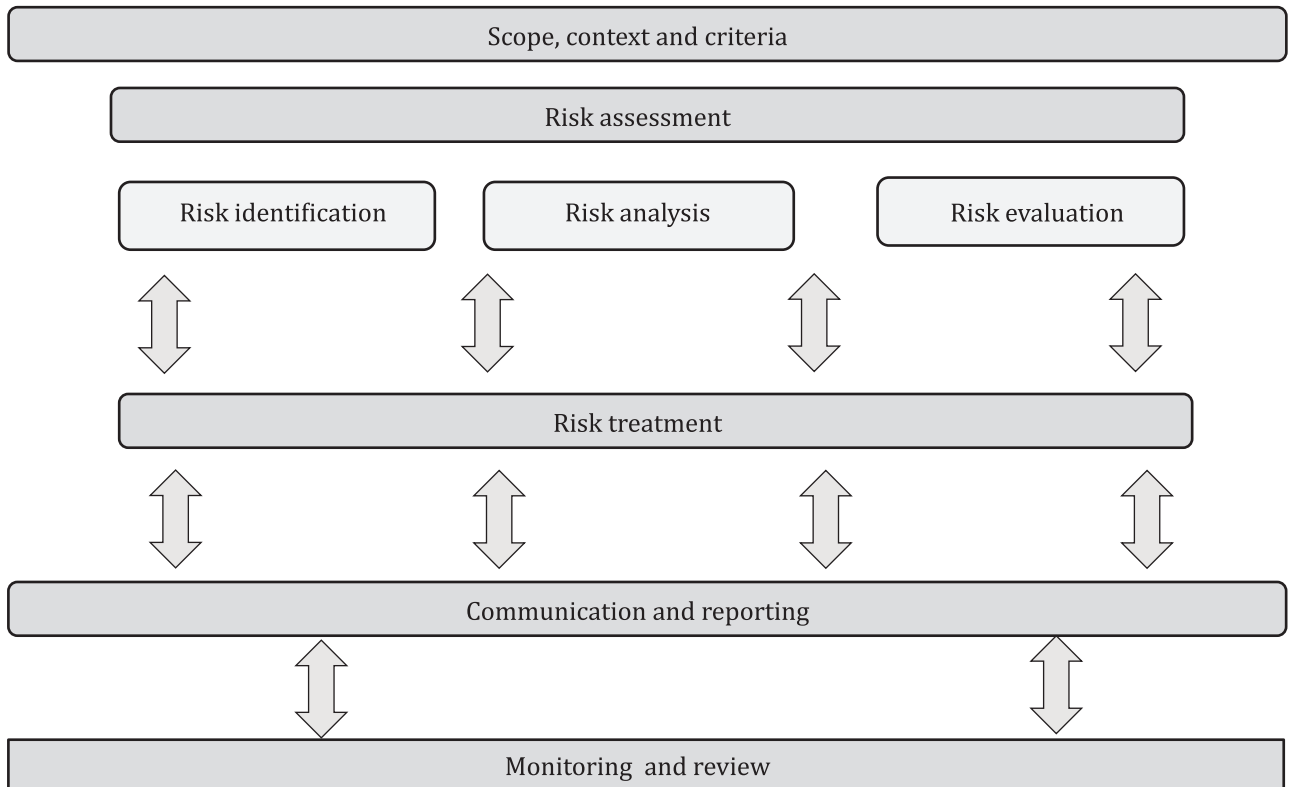 Scope, context and criteria
Risk assessment
Risk identification
Risk analysis
Risk evaluation
Risk treatment
Communication and reporting
Monitoring  and review